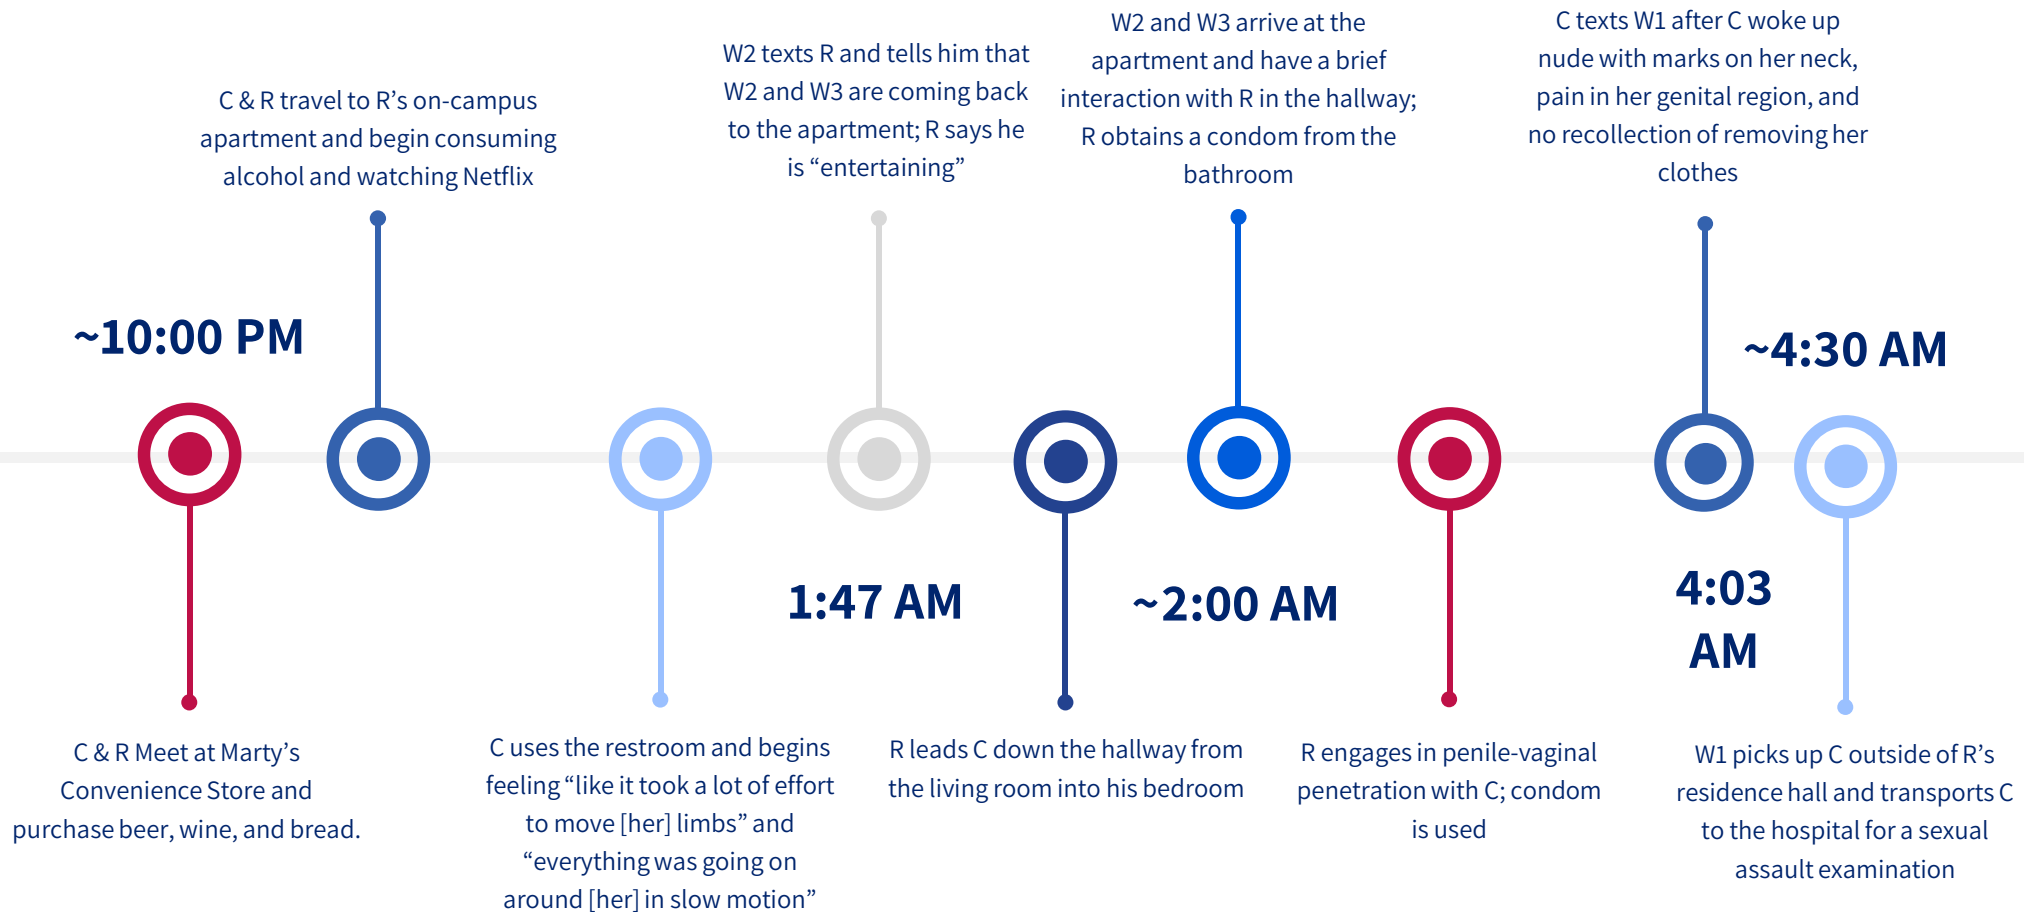 ~10:00 PM
C & R Meet at Marty’s
Convenience Store and
purchase beer, wine, and bread.
C & R travel to R’s on-campus
apartment and begin consuming
alcohol and watching Netflix
C uses the restroom and begins
feeling “like it took a lot of effort
to move [her] limbs” and
“everything was going on
around [her] in slow motion”
W2 texts R and tells him that
W2 and W3 are coming back
to the apartment; R says he
is “entertaining”
1:47 AM
R leads C down the hallway from
the living room into his bedroom
W2 and W3 arrive at the
apartment and have a brief
interaction with R in the hallway;
R obtains a condom from the
bathroom
~2:00 AM
R engages in penile-vaginal
penetration with C; condom
is used
C texts W1 after C woke up
nude with marks on her neck,
pain in her genital region, and
no recollection of removing her
clothes
4:03
AM
~4:30 AM
W1 picks up C outside of R’s
residence hall and transports C
to the hospital for a sexual
assault examination